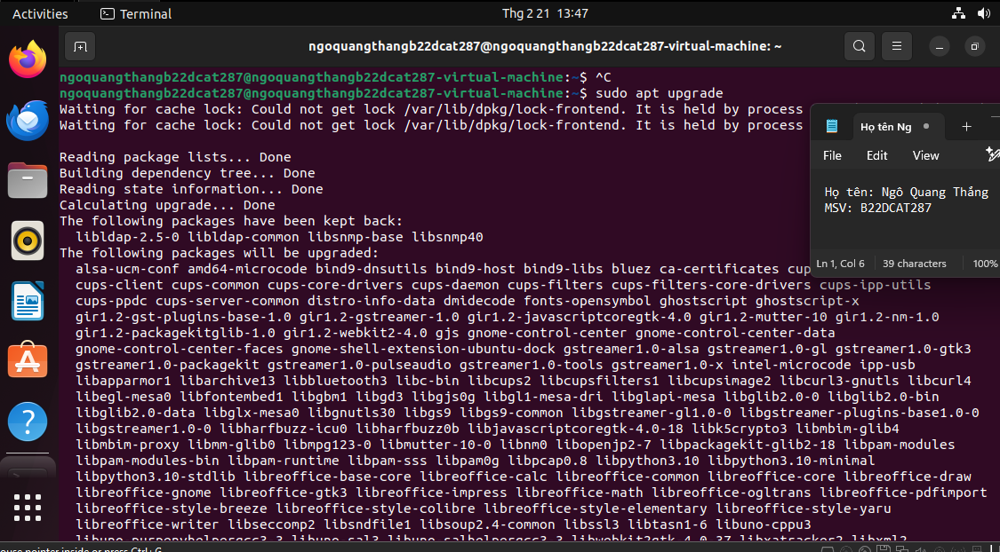 Activities
Terminal
Thg 2 21 13:47
ngoquangthangb22dcat287@ngoquangthangb22dcat287-virtual-machine: ~
ngoquangthangb22dcat287@ngoquangthangb22dcat287-virtual-machine:~$ ^C
ngoquangthangb22dcat287@ngoquangthangb22dcat287-virtual-machine:~$ sudo apt upgrade
Waiting for cache lock: Could not get lock /var/lib/dpkg/lock-frontend. It is held by process
Waiting for cache lock: Could not get lock /var/lib/dpkg/lock-frontend. It is held by process
Reading package lists... Done
Building dependency tree... Done
Reading state information... Done
Calculating upgrade... Done
The following packages have been kept back:
libldap-2.5-0 libldap-common libsnmp-base libsnmp40
The following packages will be upgraded:
alsa-ucm-conf amd64-microcode bind9-dnsutils bind9-host bind9-libs bluez ca-certificates
cups-client cups-common cups-core-drivers cups-daemon cups-filters cups-filters-core-drivers cups-ipp-utils
cups-ppdc cups-server-common distro-info-data dmidecode fonts-opensymbol ghostscript ghostscript-x
gir1.2-gst-plugins-base-1.0 gir1.2-gstreamer-1.0 gir1.2-javascriptcoregtk-4.0 gir1.2-mutter-10 gir1.2-nm-1.0
gir1.2-packagekitglib-1.0 gir1.2-webkit2-4.0 gjs gnome-control-center gnome-control-center-data
gnome-control-center-faces gnome-shell-extension-ubuntu-dock gstreamer1.0-alsa gstreamer1.0-gl gstreamer1.0-gtk3
gstreamer1.0-packagekit gstreamer1.0-pulseaudio gstreamer1.0-tools gstreamer1.0-x intel-microcode ipp-usb
libapparmor1 libarchive13 libbluetooth3 libc-bin libcups2 libcupsfilters1 libcupsimage2 libcurl3-gnutls libcurl4
libegl-mesa0 libfontembed1 libgbm1 libgd3 libgjs0g libgl1-mesa-dri libglapi-mesa libglib2.0-0 libglib2.0-bin
libglib2.0-data libglx-mesa0 libgnutls30 libgs9 libgs9-common libgstreamer-gl1.0-0 libgstreamer-plugins-base1.0-0
libgstreamer1.0-0 libharfbuzz-icu0 libharfbuzz0b libjavascriptcoregtk-4.0-18 libk5crypto3 libmbim-glib4
libmbim-proxy libmm-glib0 libmpg123-0 libmutter-10-0 libnm0 libopenjp2-7 libpackagekit-glib2-18 libpam-modules
libpam-modules-bin libpam-runtime libpam-sss libpam0g libpcap0.8 libpython3.10 libpython3.10-minimal
libpython3.10-stdlib libreoffice-base-core libreoffice-calc libreoffice-common libreoffice-core libreoffice-draw
libreoffice-gnome libreoffice-gtk3 libreoffice-impress libreoffice-math libreoffice-ogltrans libreoffice-pdfimport
libreoffice-style-breeze libreoffice-style-colibre libreoffice-style-elementary libreoffice-style-yaru
libreoffice-writer libseccomp2 libsndfile1 libsoup2.4-common libssl3 libtasn1-6 libuno-cppu3
Họ tên Ng
File Edit View
Họ tên: Ngô Quang Thắng
MSV: B22DCAT287
Ln 1, Col 6 39 characters 100%